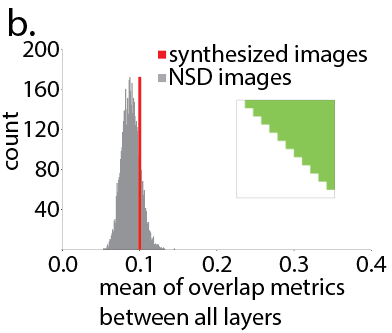 b.
200
160
120
80
40
count
synthesized images
NSD images
0.0 0.1 0.2 0.3 0.4
mean of overlap metrics
between all layers